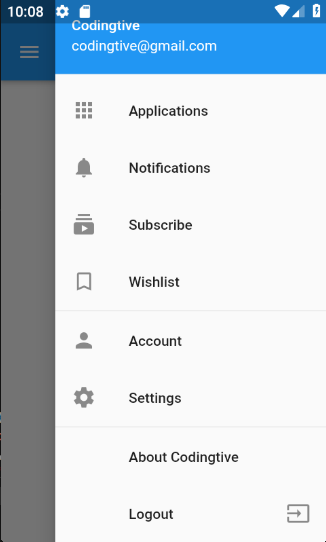 10:08
Codingtive
codingtive@gmail.com
Applications
Notifications
Subscribe
Wishlist
Account
Settings
About Codingtive
Logout